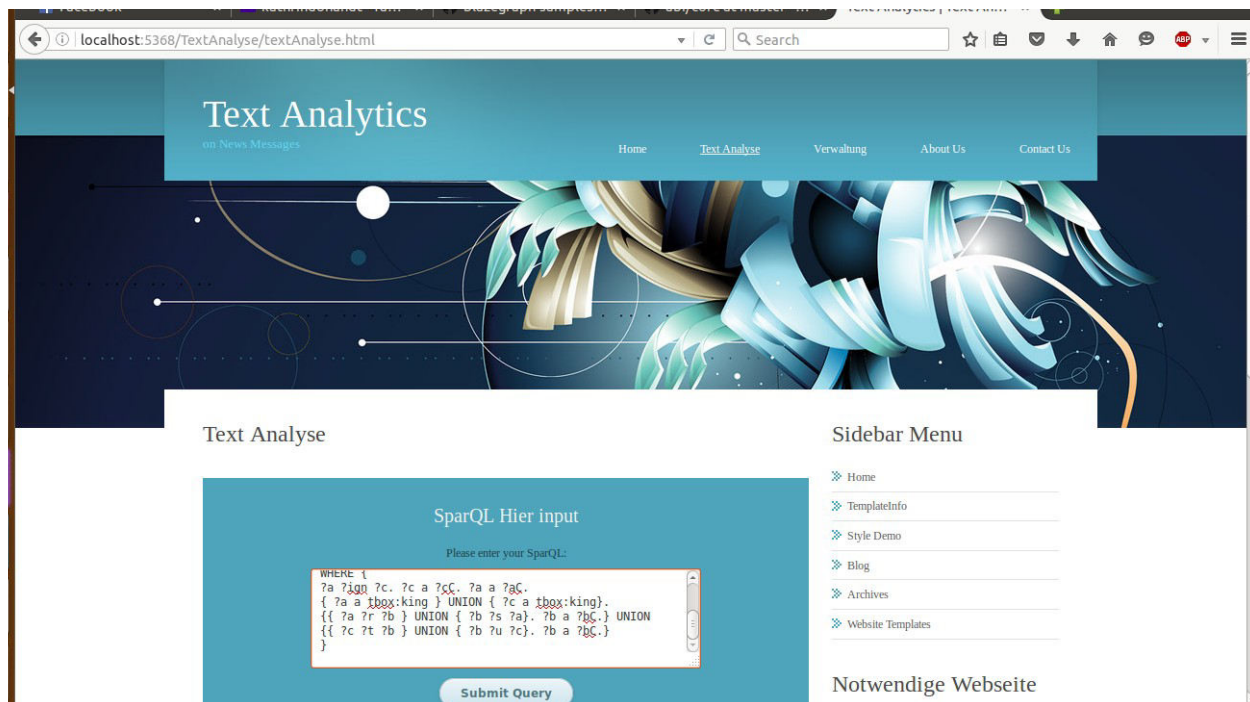 localhost:5368/TextAnalyse/textAnalyse.html
Search
ABP
Text Analytics
on News Messages
Home Text Analyse Verwaltung About Us Contact Us
Text Analyse
SparQL Hier input
Please enter your SparQL:
WHERE {
?a ?ign ?c. ?c a ?cC. ?a a ?aC.
{ ?a a tbox:king } UNION { ?c a tbox:king}.
{{ ?a ?r ?b } UNION { ?b ?s ?a}. ?b a ?bC.} UNION
{{ ?c ?t ?b } UNION { ?b ?u ?c}. ?b a ?bC.}
}
Submit Query
Sidebar Menu
Home
TemplateInfo
Style Demo
Blog
Archives
Website Templates
Notwendige Webseite